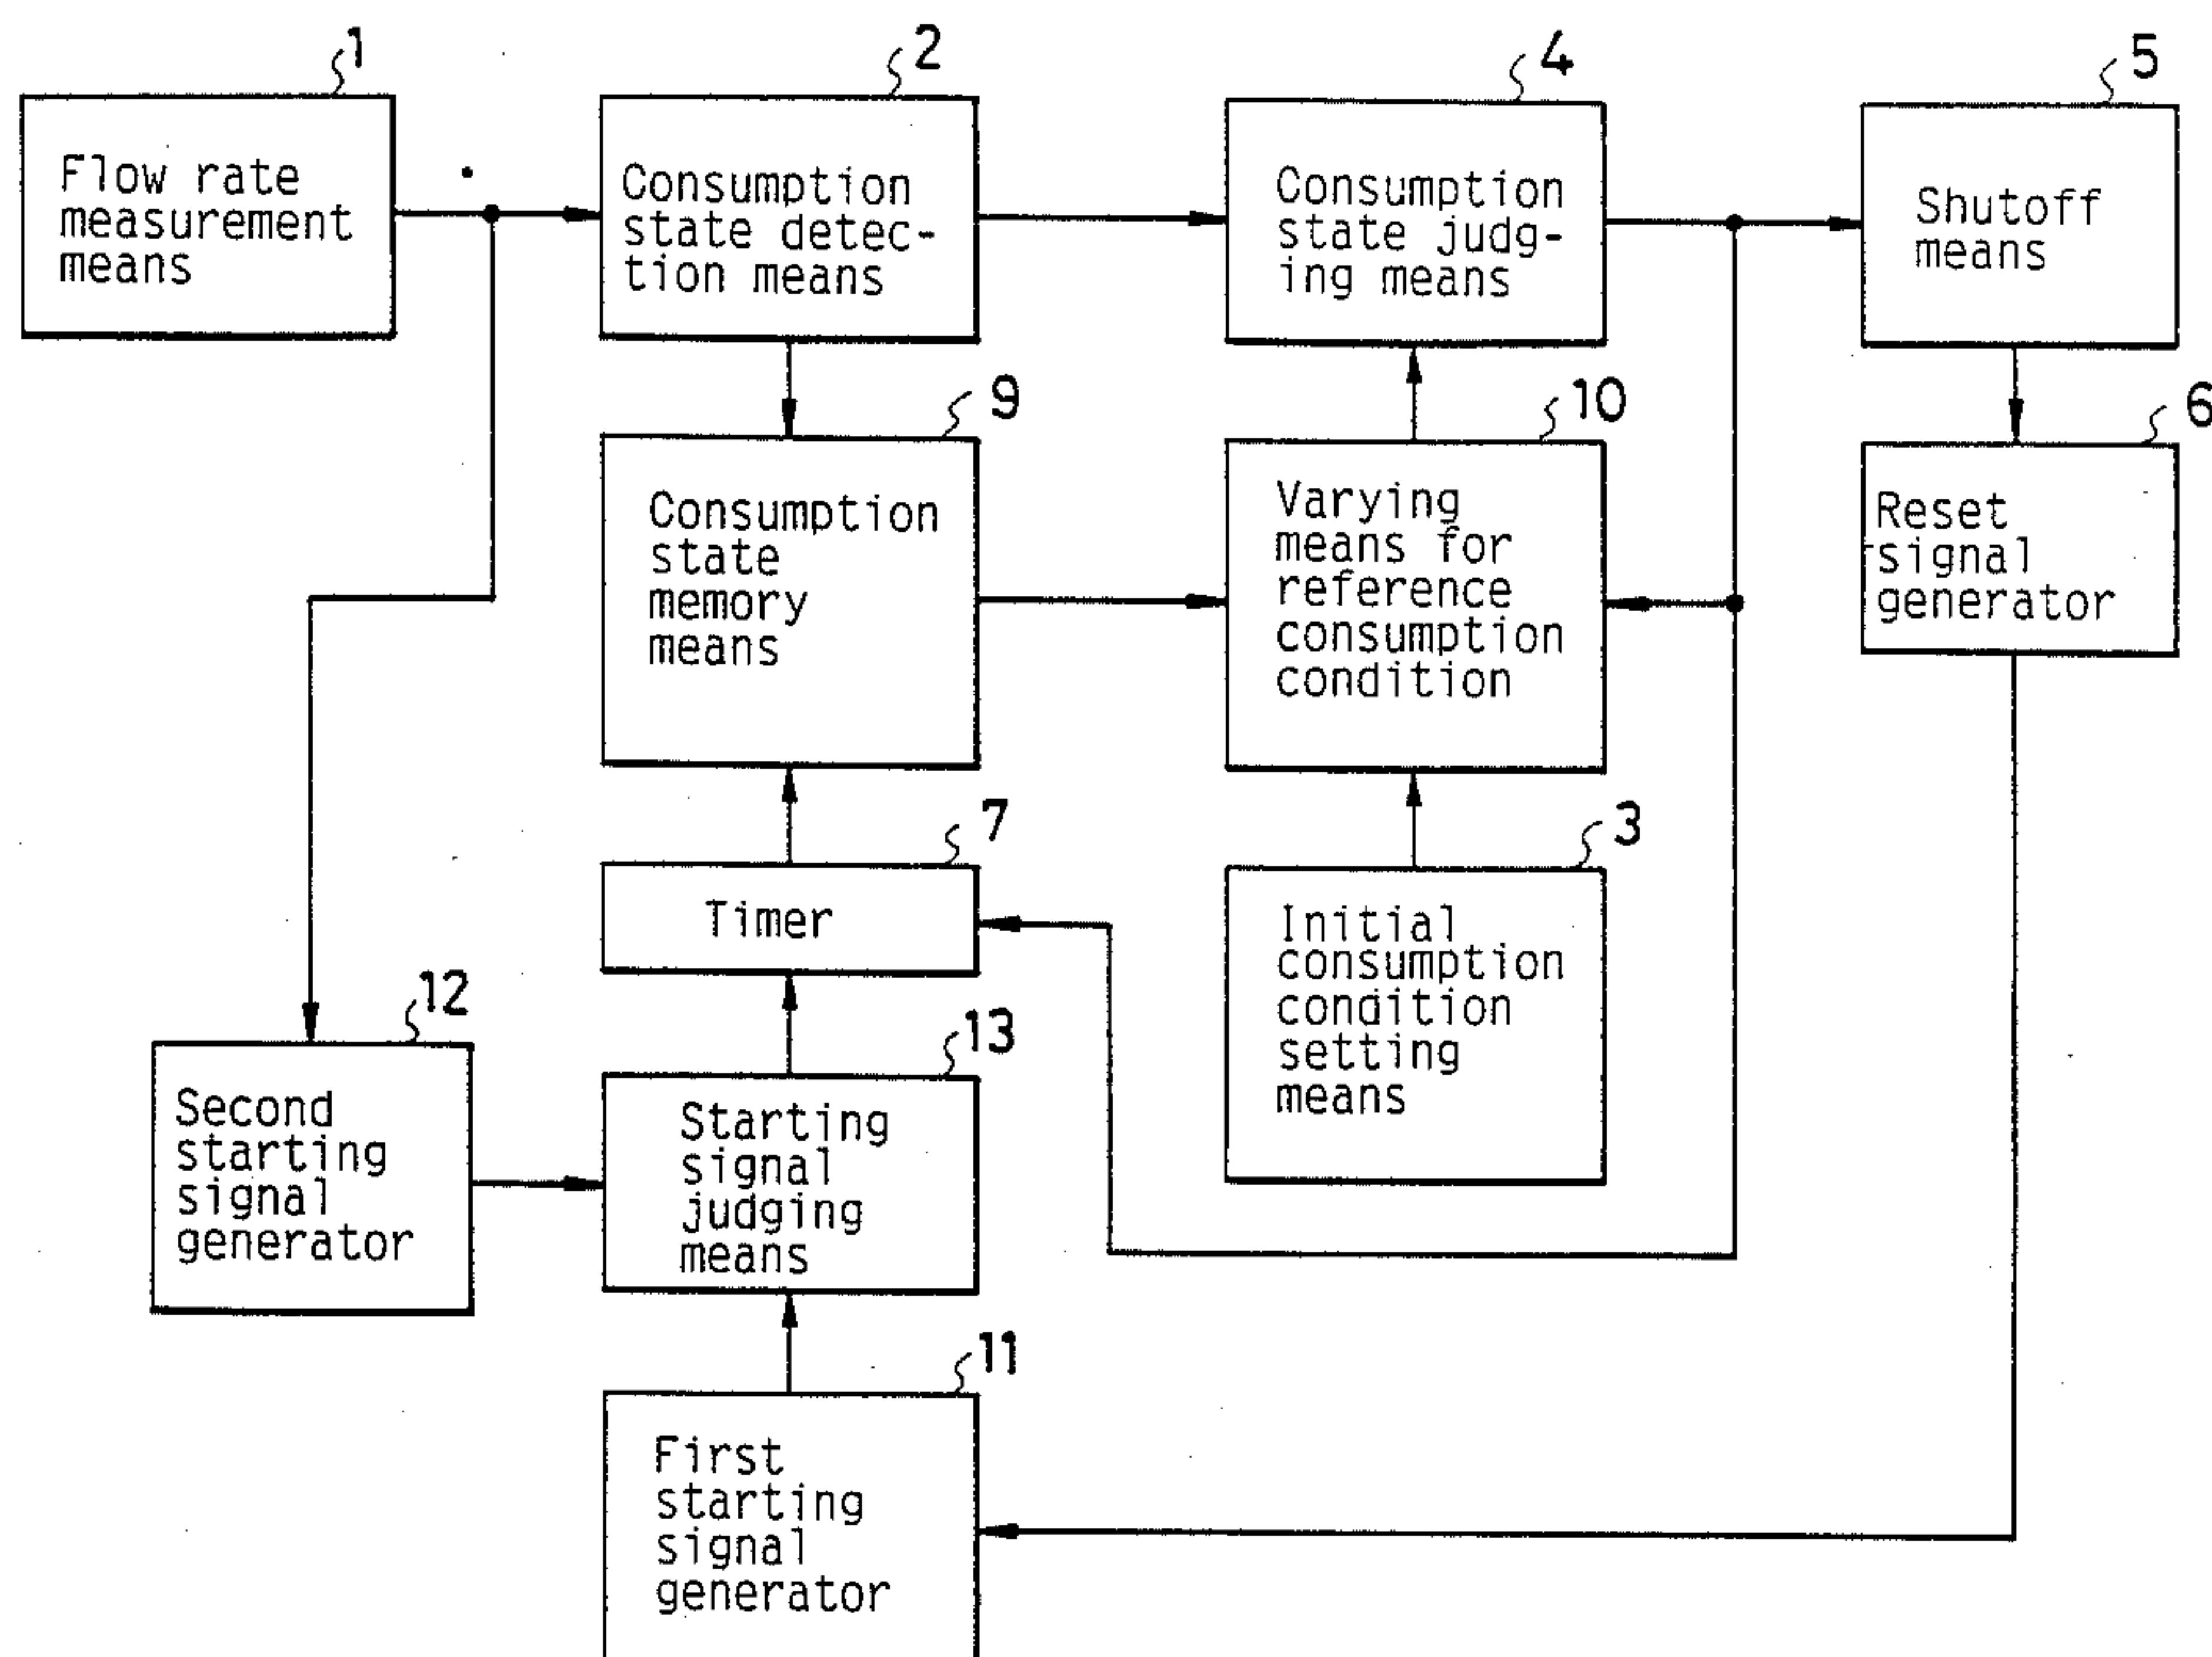 1
Flow rate
measurement
means
2
Consumption
state detec-
tion means
4
Consumption
state judg-
ing means
5
Shutoff
means
9
Consumption
state
memory
means
10
Varying
means for
reference
consumption
condition
6
Reset
signal
generator
7
Timer
3
Initial
consumption
condition
setting
means
12
Second
starting
signal
generator
13
Starting
signal
judging
means
11
First
starting
signal
generator